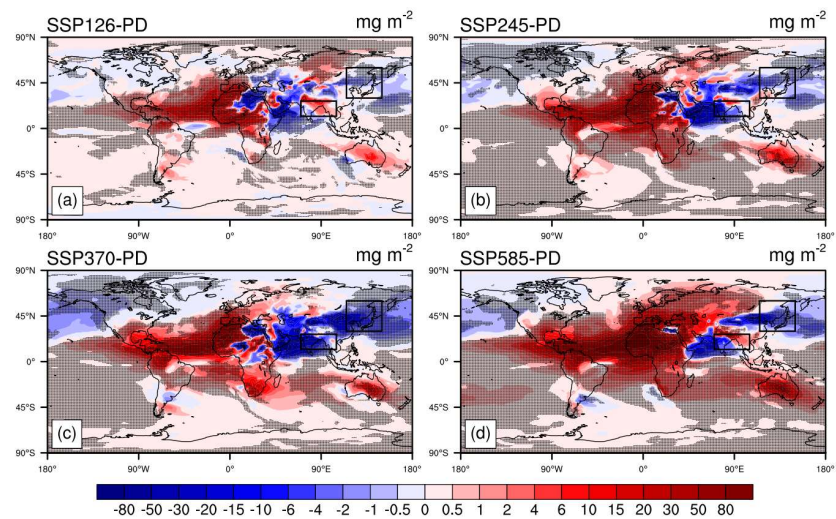 SSP126-PD mg m-2 SSP245-PD mg m-2
90°N 90°N
45°N 45°N
0° 0°
45°S 45°S
(a) (b)
90°S 90°S
180° 90°W 0° 90°E 180° 180° 90°W 0° 90°E 180°
SSP370-PD mg m-2 SSP585-PD mg m-2
90°N 90°N
45°N 45°N
0° 0°
45°S 45°S
(c) (d)
90°S 90°S
180° 90°W 0° 90°E 180° 180° 90°W 0° 90°E 180°
-80 -50 -30 -15 -10 -6 -4 -2 -1 -0.5 0 0.5 1 2 4 6 10 15 20 30 50 80